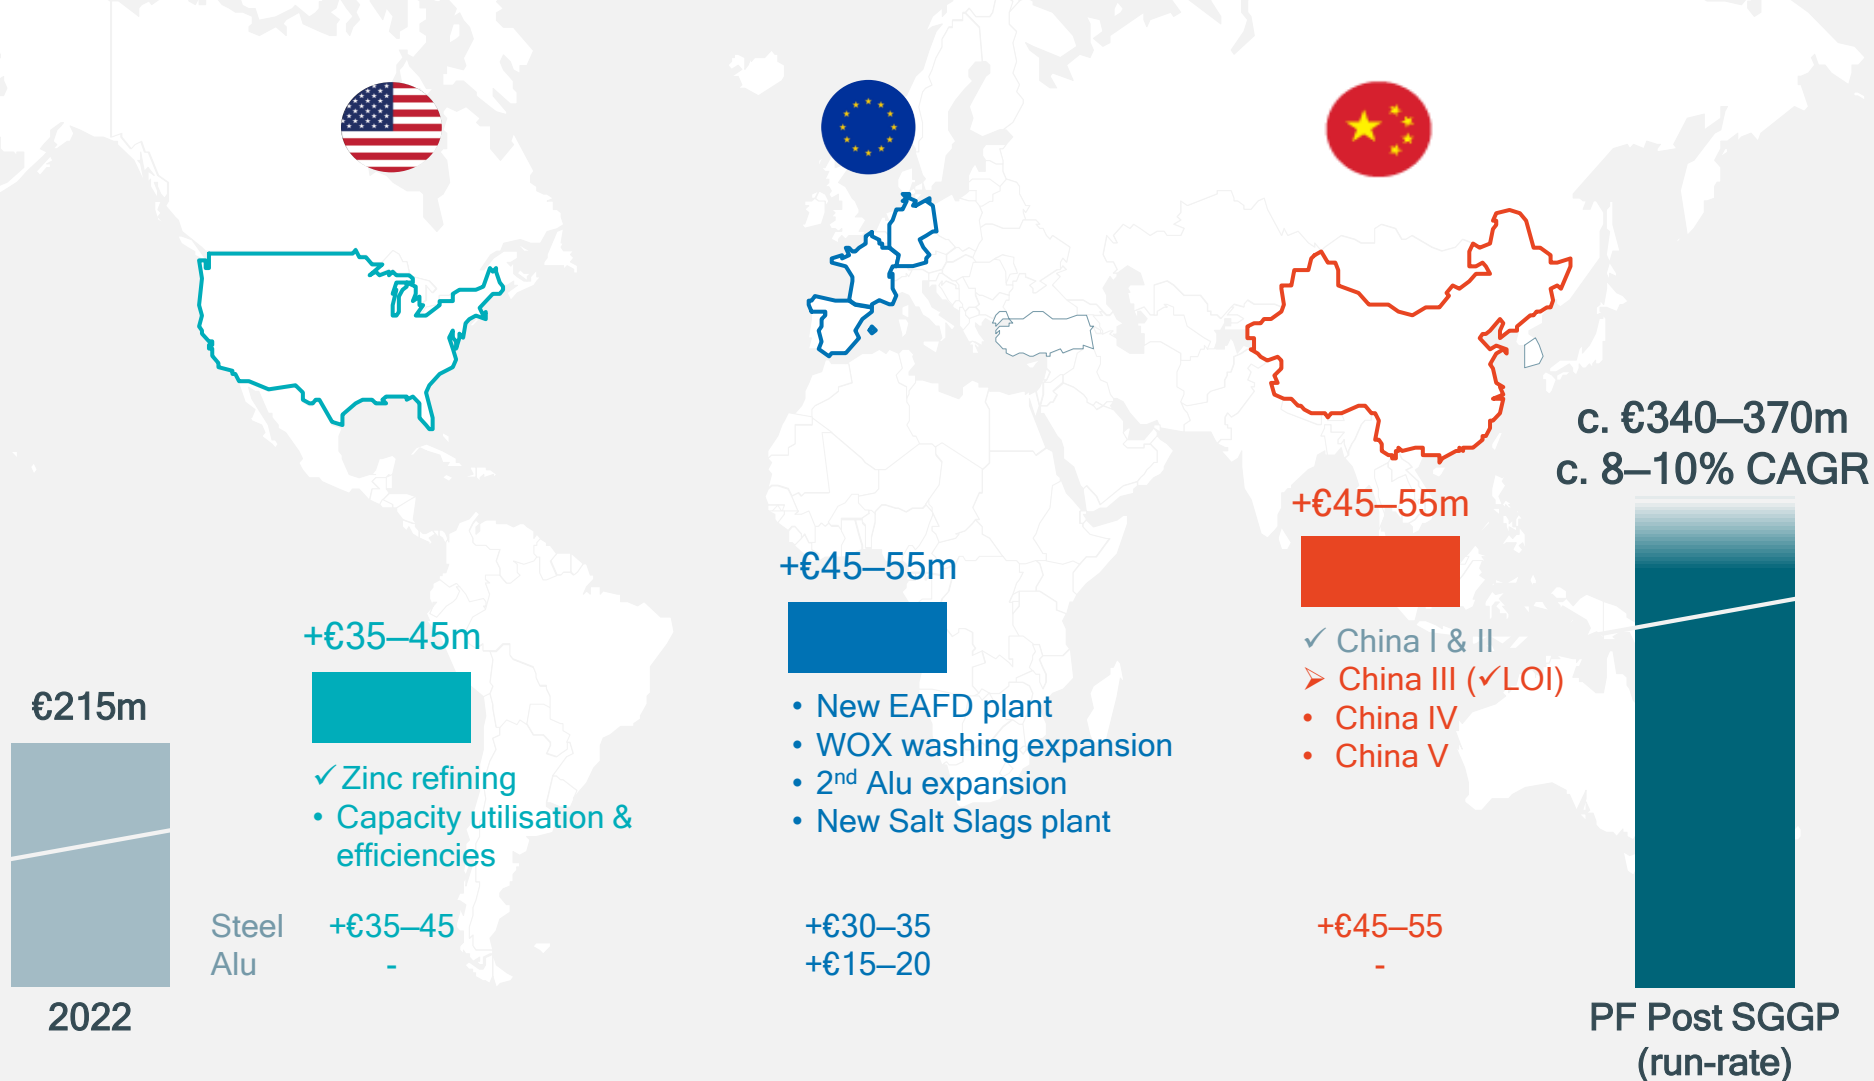 €215m
2022
+€35–45m
✓ Zinc refining
• Capacity utilisation &
efficiencies
+€45–55m
• New EAFD plant
• WOX washing expansion
• 2nd Alu expansion
• New Salt Slags plant
+€45–55m
✓ China I & II
➢ China III (✓LOI)
• China IV
• China V
c. €340–370m
c. 8–10% CAGR
PF Post SGGP
(run-rate)
Steel +€35–45 +€30–35 +€45–55
Alu - +€15–20 -